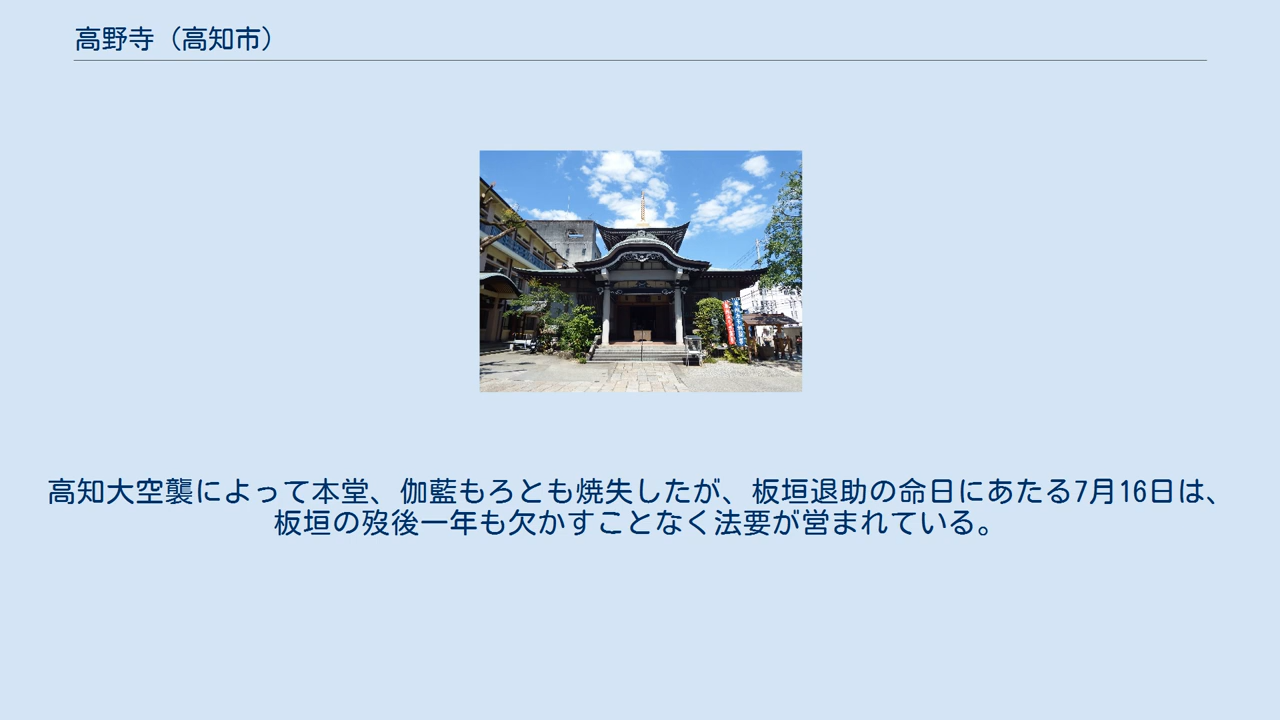 高野寺（高知市）
高知大空襲によって本堂、伽藍もろとも焼失したが、板垣退助の命日にあたる7月16日は、
板垣の歿後一年も欠かすことなく法要が営まれている。